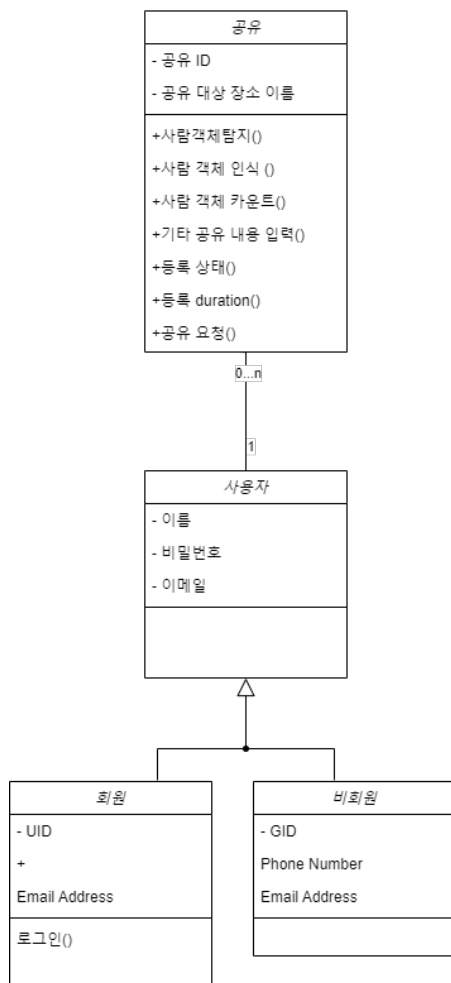 공유
- 공유 ID
- 공유 대상 장소 이름
+사람객체탐지()
+사람 객체 인식 ()
+사람 객체 카운트()
+기타 공유 내용 입력()
+등록 상태()
+등록 duration()
+공유 요청()
0...n
1
사용자
- 이름
- 비밀번호
- 이메일
회원
- UID
+
Email Address
로그인()
비회원
- GID
Phone Number
Email Address